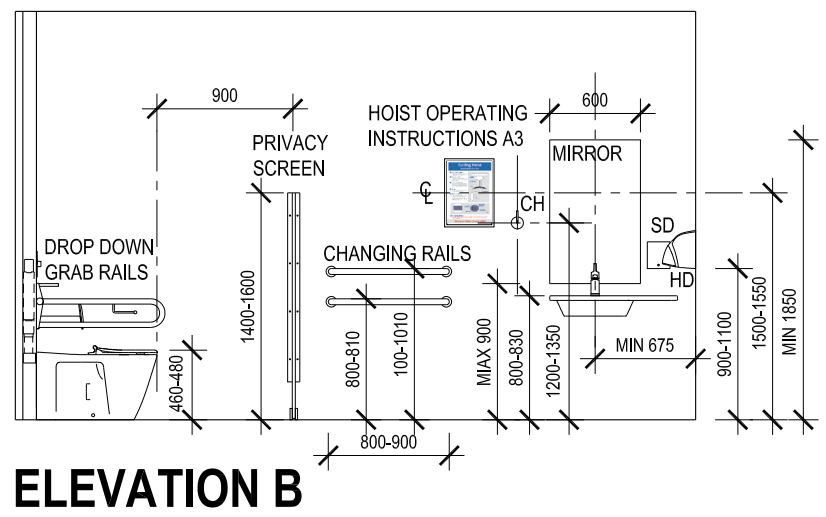 900
600
HOIST OPERATING
INSTRUCTIONS A3
PRIVACY
SCREEN
MIRROR
CL
CH
SD
HD
DROP DOWN
GRAB RAILS
CHANGING RAILS
460-480
1400-1600
800-810
100-1010
MIAX 900
800-830
1200-1350
MIN 675
900-1100
1500-1550
MIN 1850
800-900
ELEVATION B